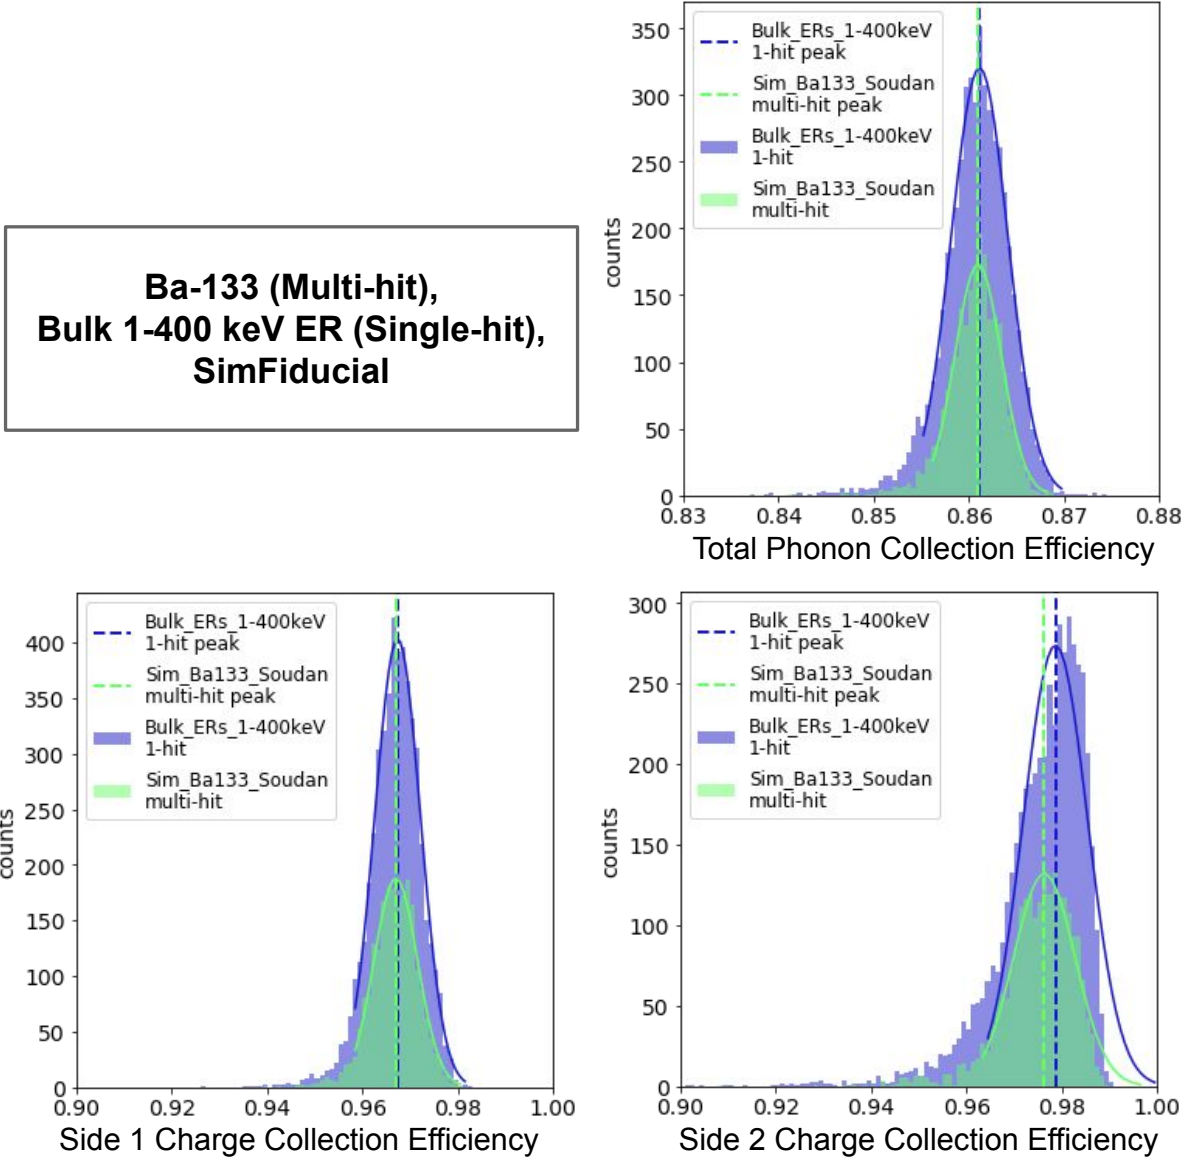 Ba-133 (Multi-hit),
Bulk 1-400 keV ER (Single-hit),
SimFiducial
counts
350
300
250
200
150
100
50
0
Bulk_ERs_1-400keV
1-hit peak
Sim_Ba133_Soudan
multi-hit peak
Bulk_ERs_1-400keV
1-hit
Sim_Ba133_Soudan
multi-hit
0.83 0.84 0.85 0.86 0.87 0.88
Total Phonon Collection Efficiency
counts
400
350
300
250
200
150
100
50
0
Bulk_ERs_1-400keV
1-hit peak
Sim_Ba133_Soudan
multi-hit peak
Bulk_ERs_1-400keV
1-hit
Sim_Ba133_Soudan
multi-hit
0.90 0.92 0.94 0.96 0.98 1.00
Side 1 Charge Collection Efficiency
counts
300
250
200
150
100
50
0
Bulk_ERs_1-400keV
1-hit peak
Sim_Ba133_Soudan
multi-hit peak
Bulk_ERs_1-400keV
1-hit
Sim_Ba133_Soudan
multi-hit
0.90 0.92 0.94 0.96 0.98 1.00
Side 2 Charge Collection Efficiency